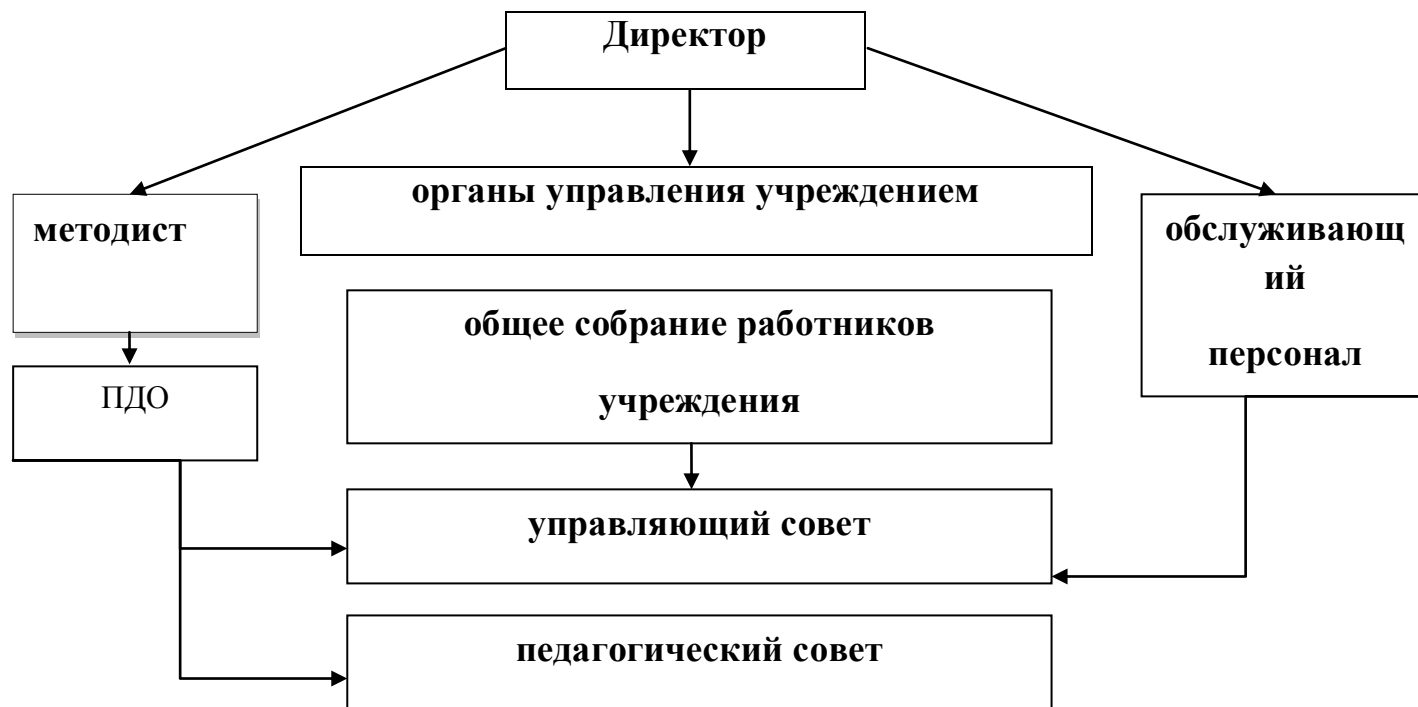 Директор
органы управления учреждением
методист
обслуживающ
ий
персонал
общее собрание работников
учреждения
ПДО
управляющий совет
педагогический совет